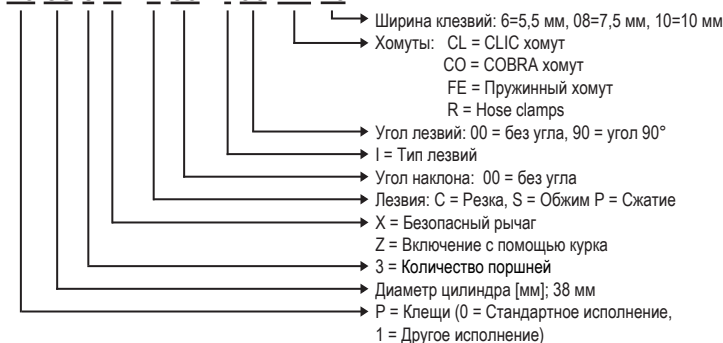 Ширина клезвий: 6=5,5 мм, 08=7,5 мм, 10=10 мм
Хомуты: CL = CLIC хомут
CO = COBRA хомут
FE = Пружинный хомут
R = Hose clamps
Угол лезвий: 00 = без угла, 90 = угол 90°
I = Тип лезвий
Угол наклона: 00 = без угла
Лезвия: C = Резка, S = Обжим P = Сжатие
X = Безопасный рычаг
Z = Включение с помощью курка
3 = Количество поршней
Диаметр цилиндра [мм]; 38 мм
P = Клещи (0 = Стандартное исполнение,
1 = Другое исполнение)